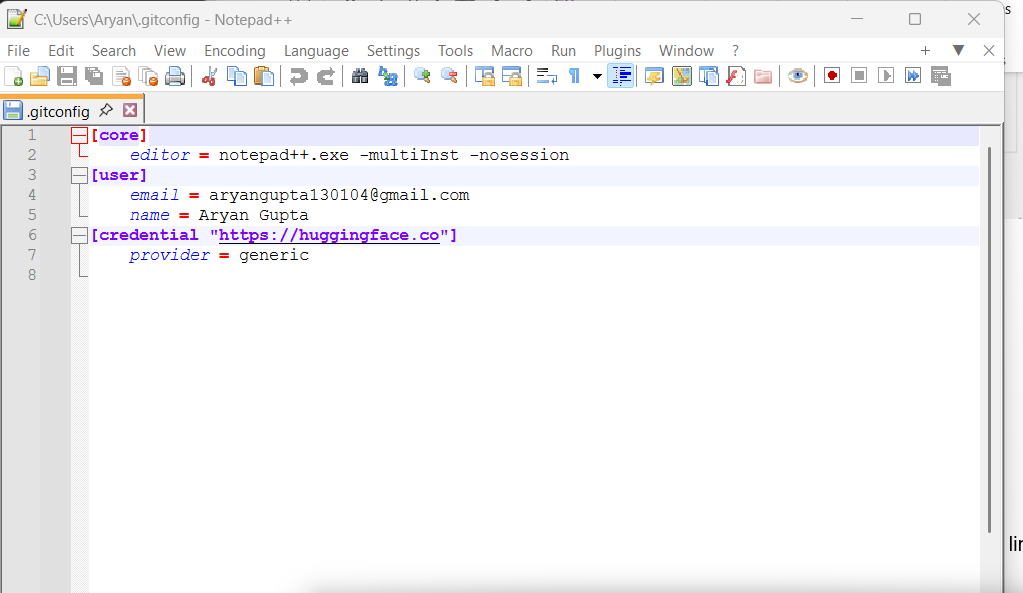 C:\Users\Aryan\.gitconfig - Notepad++
File Edit Search View Encoding Language Settings Tools Macro Run Plugins Window ? + ▼ ×
.gitconfig
1 [core]
2 editor = notepad++.exe -multiInst -nosession
3 [user]
4 email = aryangupta130104@gmail.com
5 name = Aryan Gupta
6 [credential "https://huggingface.co"]
7 provider = generic
8